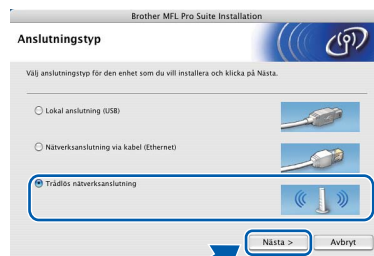 Brother MFL Pro Suite Installation
Anslutningstyp
Välj anslutningstyp för den enhet som du vill installera och klicka på Nästa.
Lokal anslutning (USB)
Nätverksanslutning via kabel (Ethernet)
Trådlös nätverksanslutning
Nästa >
Avbryt